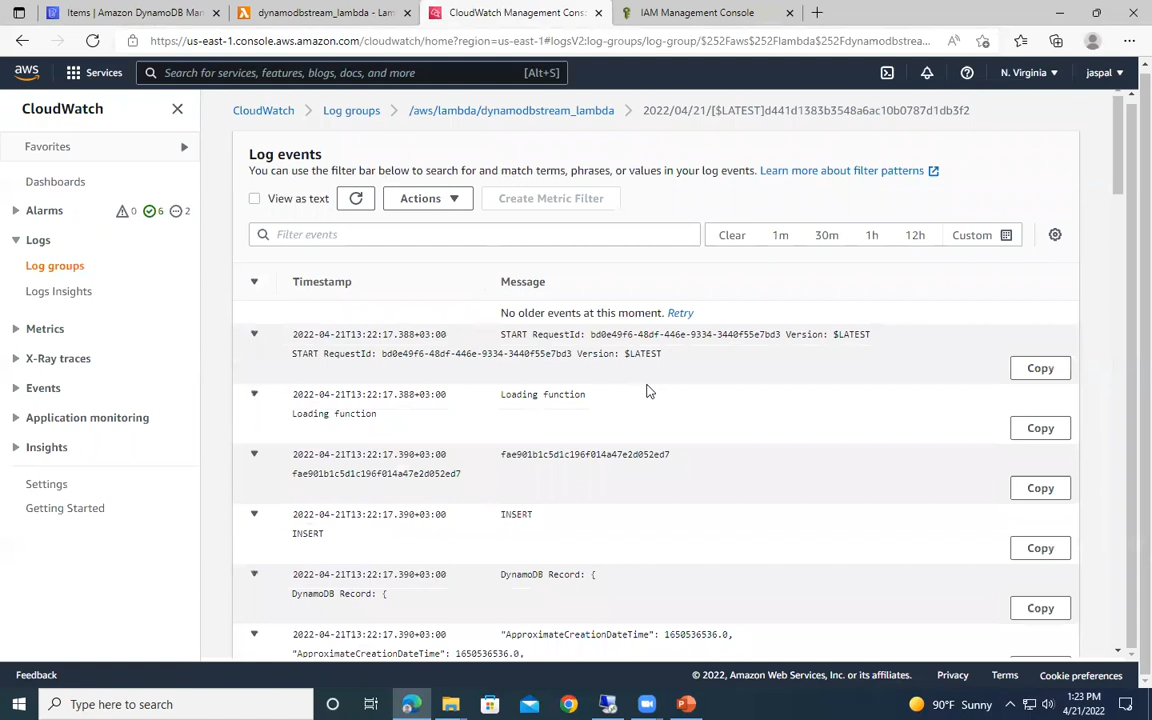 Items | Amazon DynamoDB Man
dynamodbstream_lambda - Lam
CloudWatch Management Conso
IAM Management Console
https://us-east-1.console.aws.amazon.com/cloudwatch/home?region=us-east-1#logsV2:log-groups/log-group/$252Faws$252Flambda$252Fdynamodbstrea...
aws
Services
Search for services, features, blogs, docs, and more
[Alt+S]
N. Virginia
jaspal
CloudWatch
Favorites
Dashboards
Alarms
0
6
2
Logs
Log groups
Logs Insights
Metrics
X-Ray traces
Events
Application monitoring
Insights
Settings
Getting Started
CloudWatch
Log groups
/aws/lambda/dynamodbstream_lambda
2022/04/21/[$LATEST]d441d1383b3548a6ac10b0787d1db3f2
Log events
You can use the filter bar below to search for and match terms, phrases, or values in your log events. Learn more about filter patterns
View as text
Actions
Create Metric Filter
Filter events
Clear
1m
30m
1h
12h
Custom
Timestamp
Message
No older events at this moment. Retry
2022-04-21T13:22:17.388+03:00
START RequestId: bd0e49f6-48df-446e-9334-3440f55e7bd3 Version: $LATEST
START RequestId: bd0e49f6-48df-446e-9334-3440f55e7bd3 Version: $LATEST
Copy
2022-04-21T13:22:17.388+03:00
Loading function
Loading function
Copy
2022-04-21T13:22:17.390+03:00
fae901b1c5d1c196f014a47e2d052ed7
fae901b1c5d1c196f014a47e2d052ed7
Copy
2022-04-21T13:22:17.390+03:00
INSERT
INSERT
Copy
2022-04-21T13:22:17.390+03:00
DynamoDB Record: {
DynamoDB Record: {
Copy
2022-04-21T13:22:17.390+03:00
"ApproximateCreationDateTime": 1650536536.0,
"ApproximateCreationDateTime": 1650536536.0,
Feedback
© 2022, Amazon Web Services, Inc. or its affiliates.
Privacy
Terms
Cookie preferences
Type here to search
90°F Sunny
1:23 PM
4/21/2022